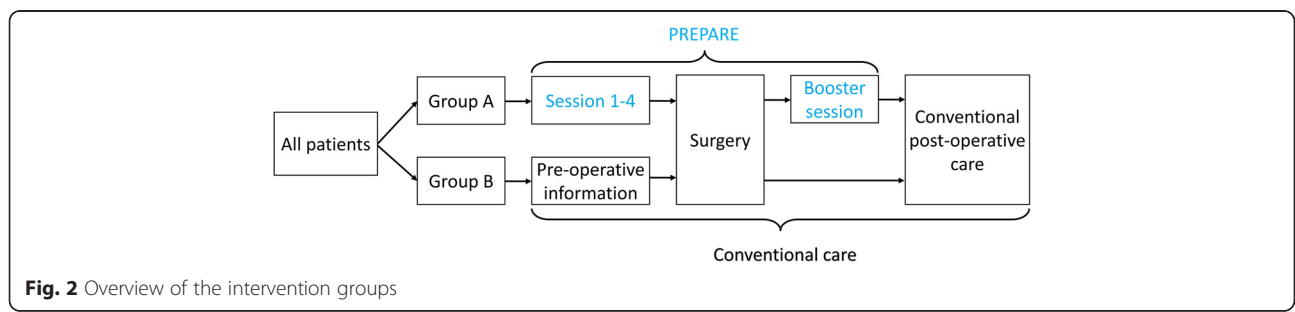 PREPARE
Group A
Session 1-4
Booster
session
All patients
Surgery
Conventional
post-operative
care
Group B
Pre-operative
information
Conventional care
Fig. 2 Overview of the intervention groups